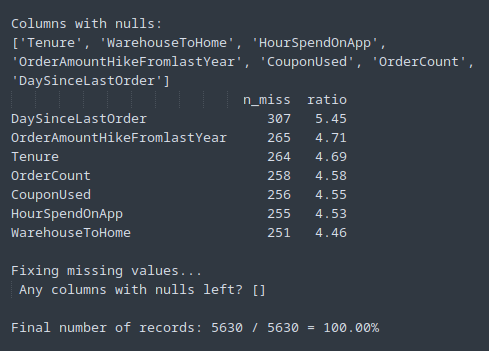 Columns with nulls:
['Tenure', 'WarehouseToHome', 'HourSpendOnApp',
'OrderAmountHikeFromlastYear', 'CouponUsed', 'OrderCount',
'DaySinceLastOrder']
n_miss ratio
DaySinceLastOrder 307 5.45
OrderAmountHikeFromlastYear 265 4.71
Tenure 264 4.69
OrderCount 258 4.58
CouponUsed 256 4.55
HourSpendOnApp 255 4.53
WarehouseToHome 251 4.46
Fixing missing values...
Any columns with nulls left? []
Final number of records: 5630 / 5630 = 100.00%